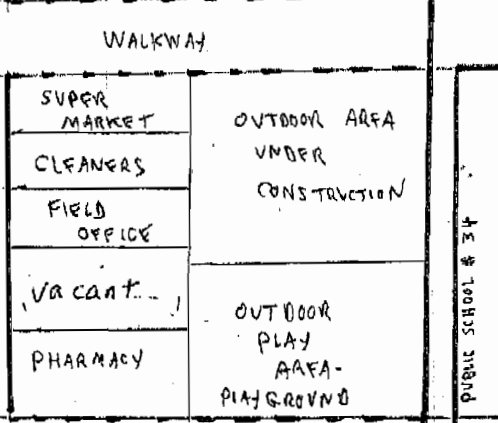 WALKWAY
SUPER
MARKET
CLEANERS
FIELD
OFFICE
vacant
PHARMACY
OUTDOOR AREA
UNDER
CONSTRUCTION
OUTDOOR
PLAY
AREA-
PLAYGROUND
PUBLIC SCHOOL # 34